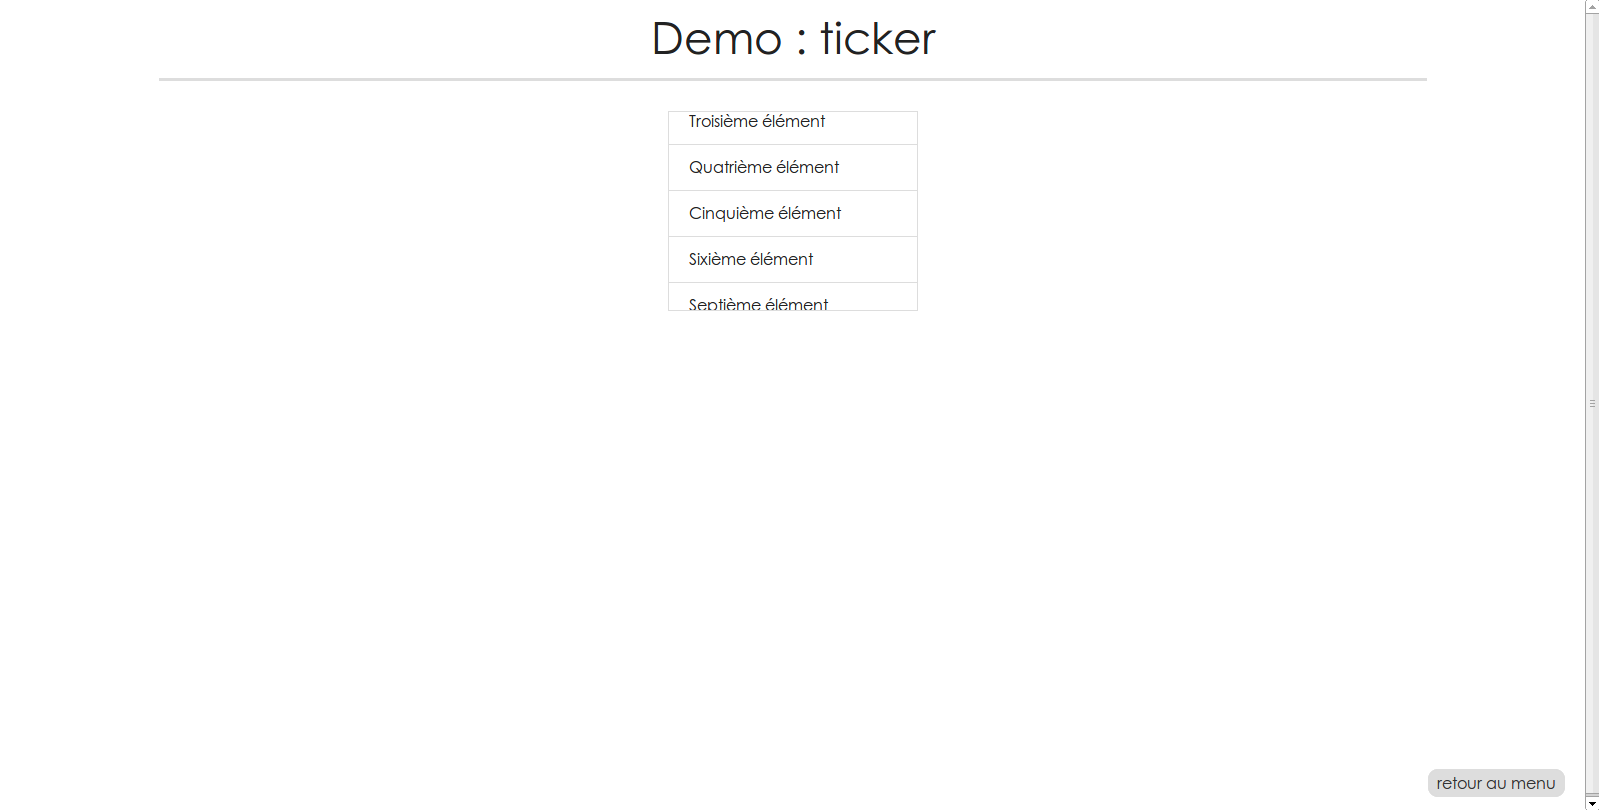 Demo : ticker
Troisième élément
Quatrième élément
Cinquième élément
Sixième élément
Septième élément
retour au menu